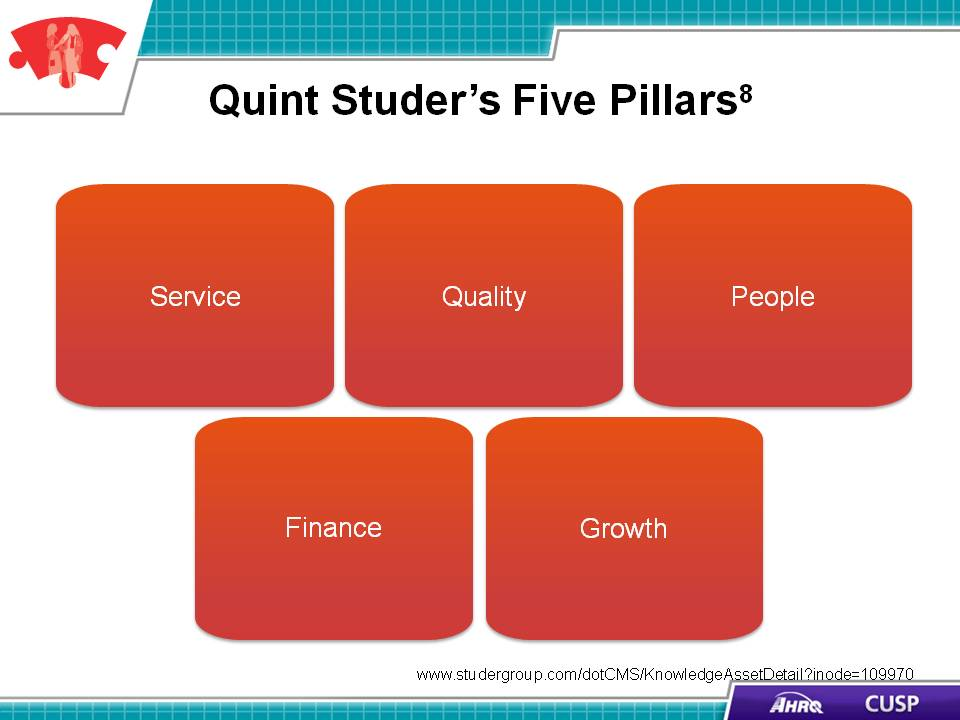 Quint Studer’s Five Pillars⁸
Service
Quality
People
Finance
Growth
www.studergroup.com/dotCMS/KnowledgeAssetDetail?inode=109970
AHRQ
CUSP